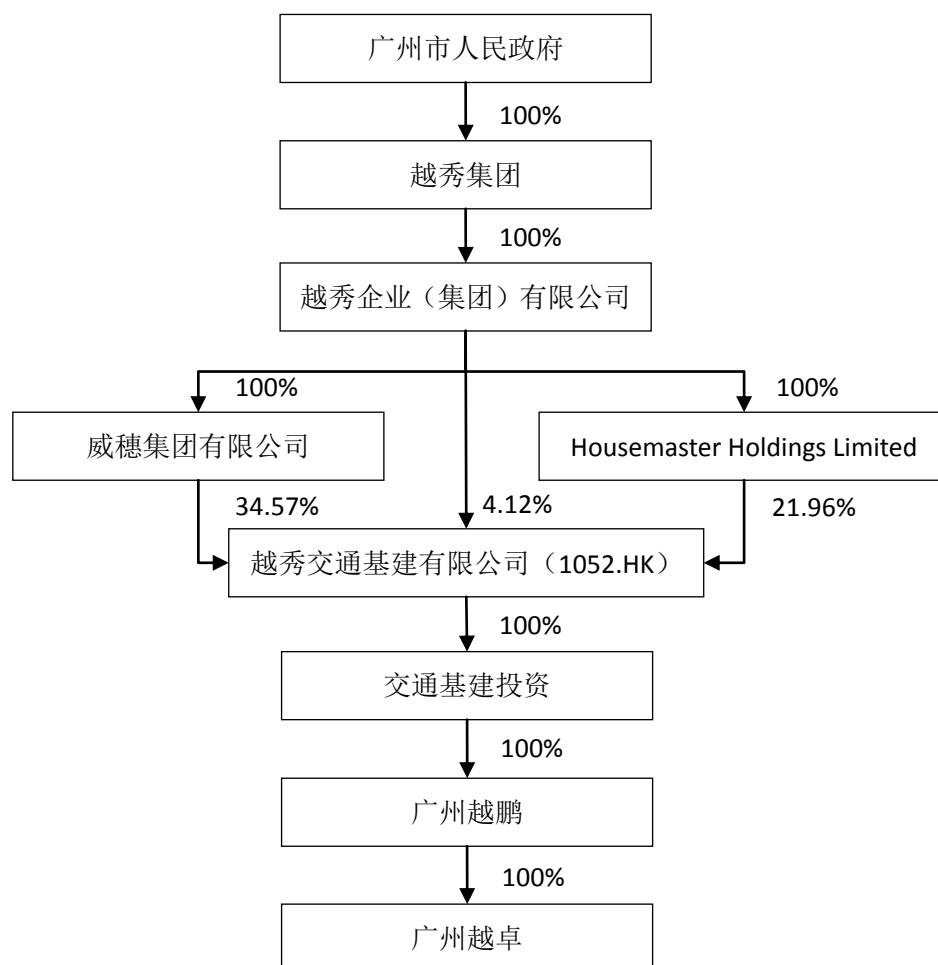 广州市人民政府
100%
越秀集团
100%
越秀企业（集团）有限公司
100%
100%
威穗集团有限公司
Housemaster Holdings Limited
34.57%
4.12%
21.96%
越秀交通基建有限公司（1052.HK）
100%
交通基建投资
100%
广州越鹏
100%
广州越卓